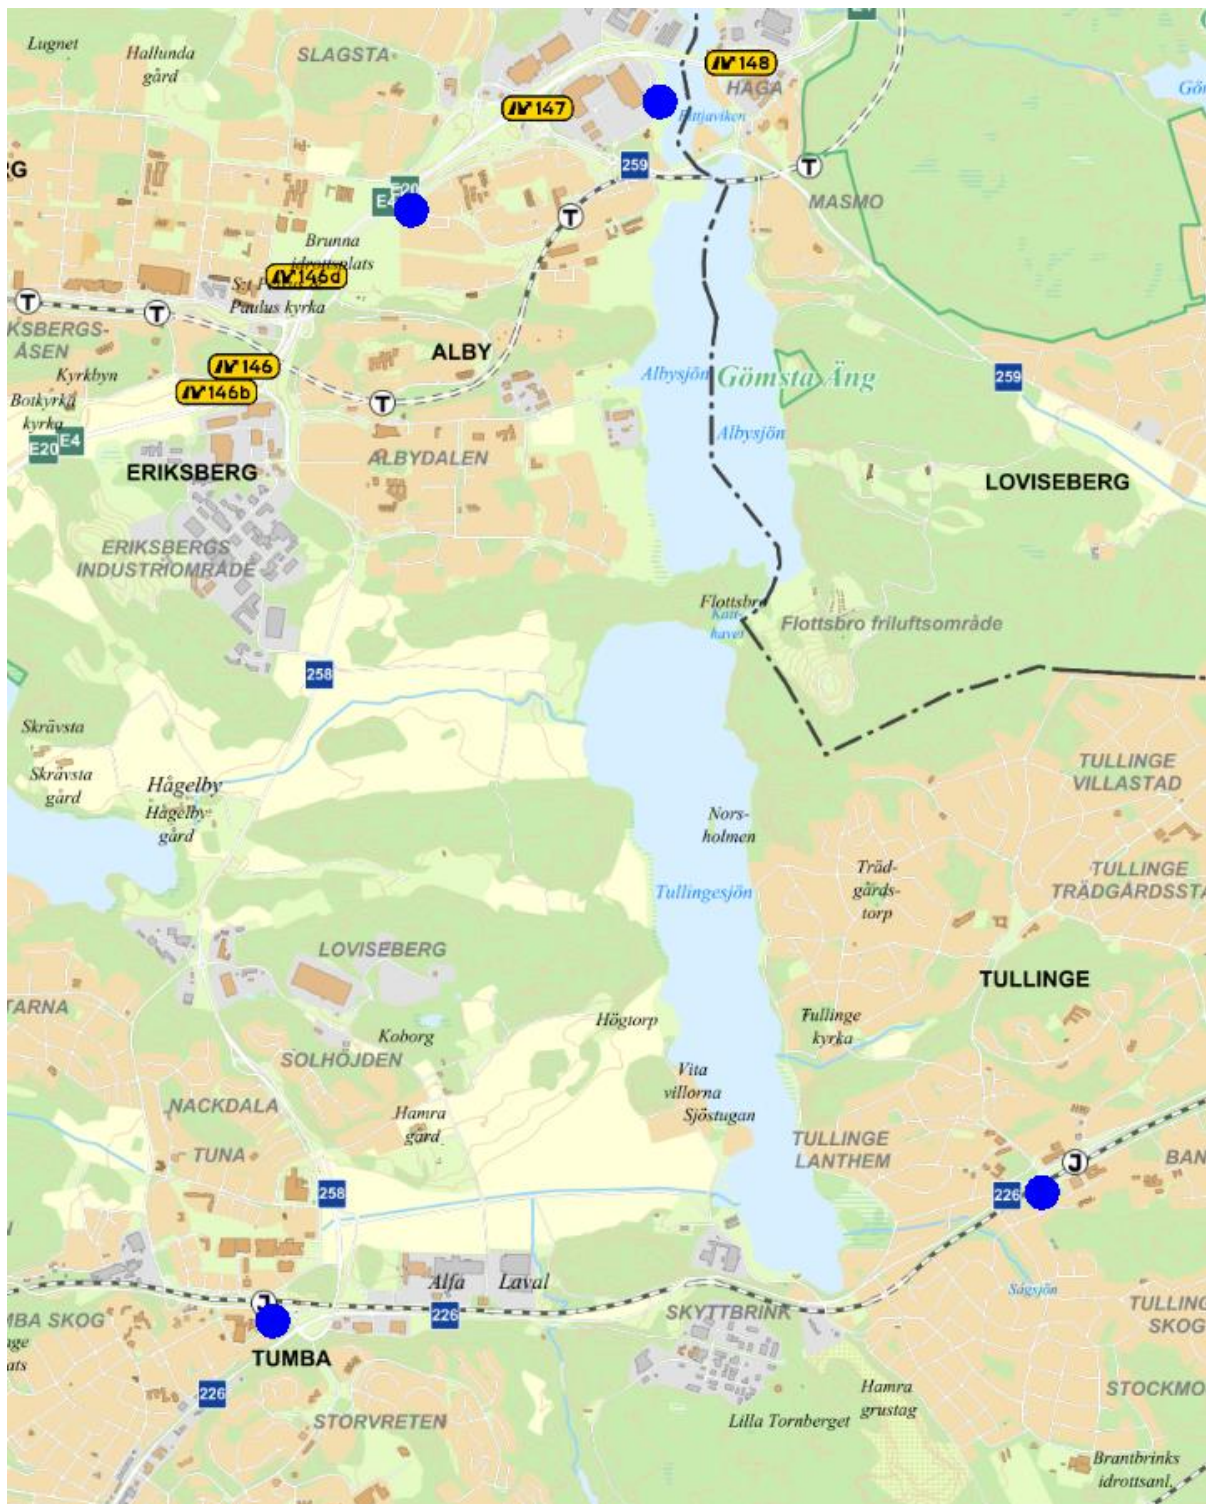 Lugnet
Hallunda
gård
SLAGSTA
148
HAGA
147
Fittjaviken
259
E20
E4
MASMO
Brunna
idrottsplats
146d
Paulus kyrka
KSBERGS-
ÅSEN
ALBY
146
Kyrkbyn
146b
Albysjön
Gömsta Äng
259
Botkyrka
kyrka
E20
E4
Albysjön
ALBYDALEN
ERIKSBERG
LOVISEBERG
ERIKSBERGS
INDUSTRIOMRÅDE
Flottsbro
Katt-
havet
Flottsbro friluftsområde
258
Skrävsta
Skrävsta
gård
Hågelby
Hågelby
gård
TULLINGE
VILLASTAD
Nors-
holmen
Träd-
gårds-
torp
TULLINGE
TRÄDGÅRDSSTA
Tullingesjön
LOVISEBERG
TULLINGE
TARNA
Högtorp
Tullinge
kyrka
Koborg
SOLHÖJDEN
Vita
villorna
Sjöstugan
NACKDALA
Hamra
gård
TUNA
TULLINGE
LANTHEM
J
BAN
258
226
Alfa Laval
Sågsjön
226
SKYTTBRINK
TULLING
SKOG
MBA SKOG
nge
ats
TUMBA
226
STORVRETEN
Hamra
grustag
STOCKMO
Lilla Tornberget
Brantbrinks
idrottsanl.